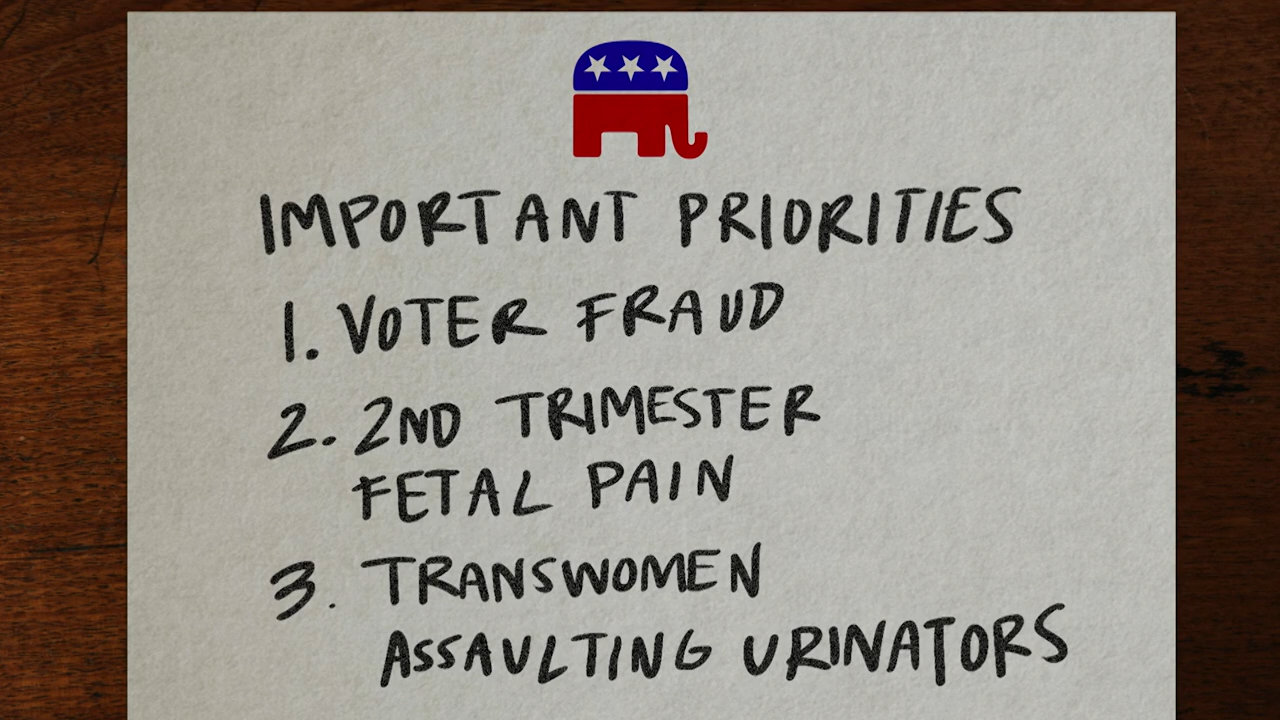 IMPORTANT PRIORITIES
1. VOTER FRAUD
2. 2ND TRIMESTER
FETAL PAIN
3. TRANSWOMEN
ASSAULTING URINATORS